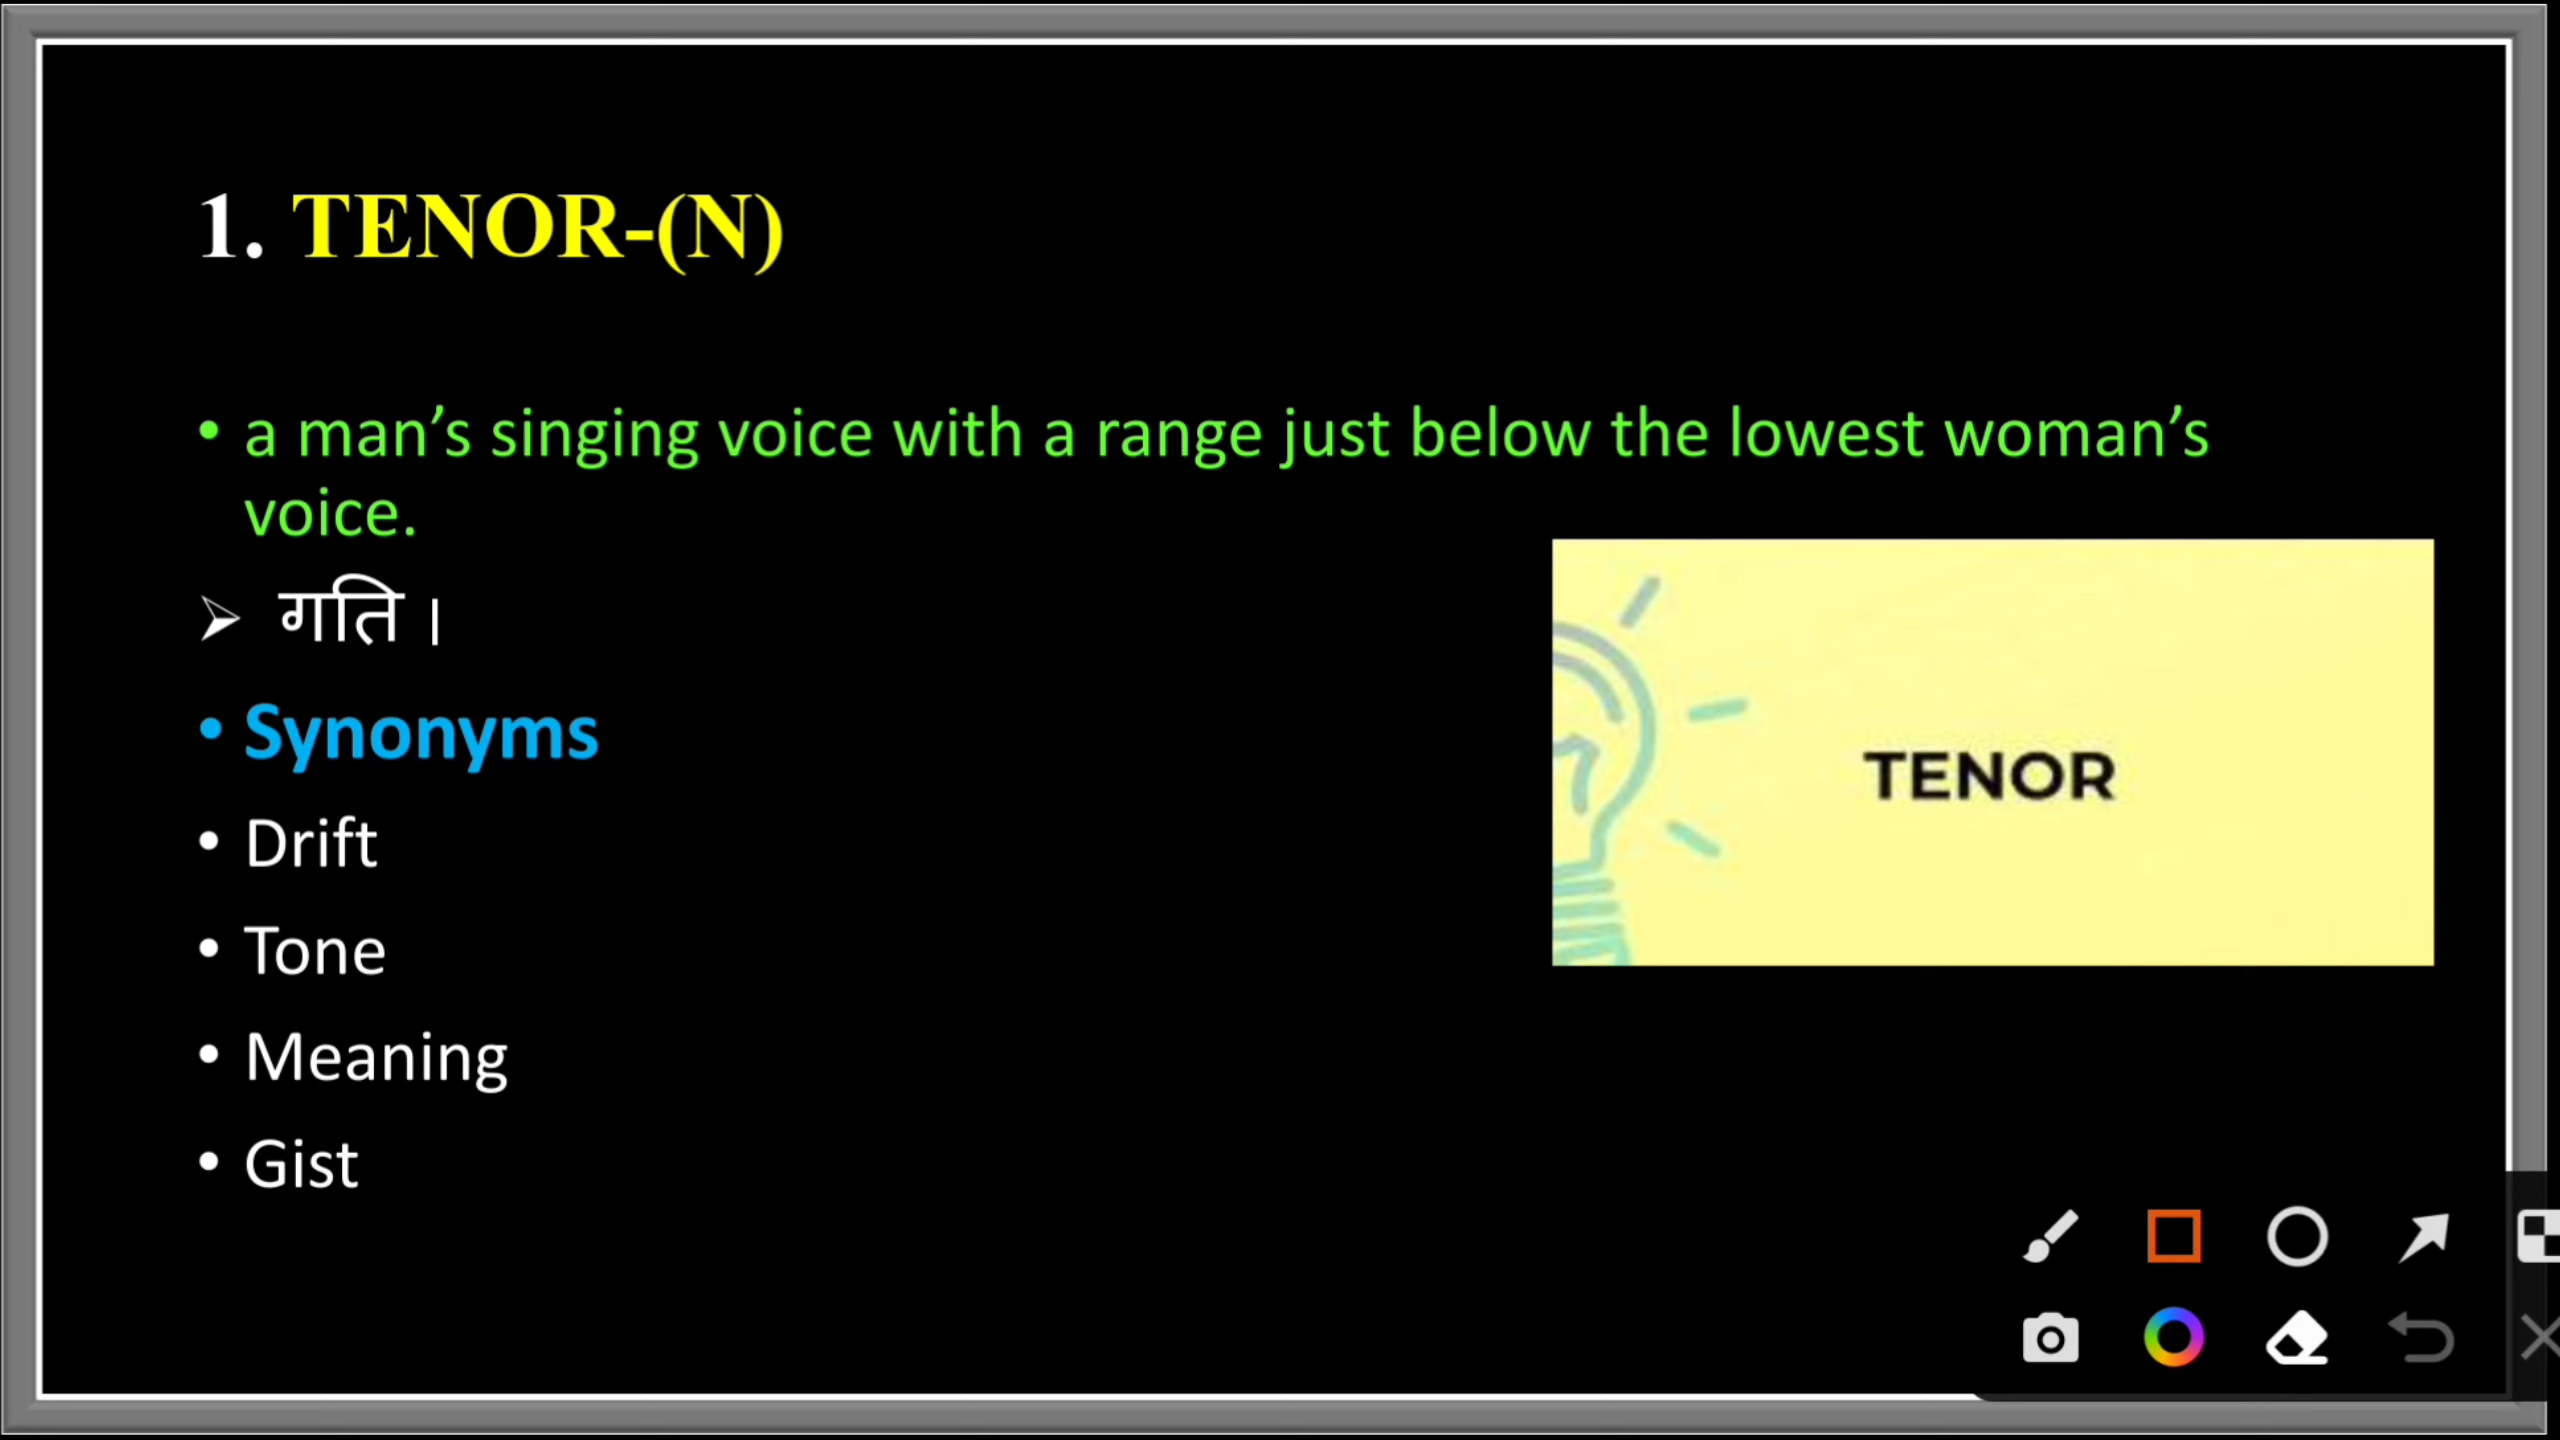 1. TENOR-(N)
• a man’s singing voice with a range just below the lowest woman’s
voice.
➢ गति ।
• Synonyms
• Drift
• Tone
• Meaning
• Gist
TENOR